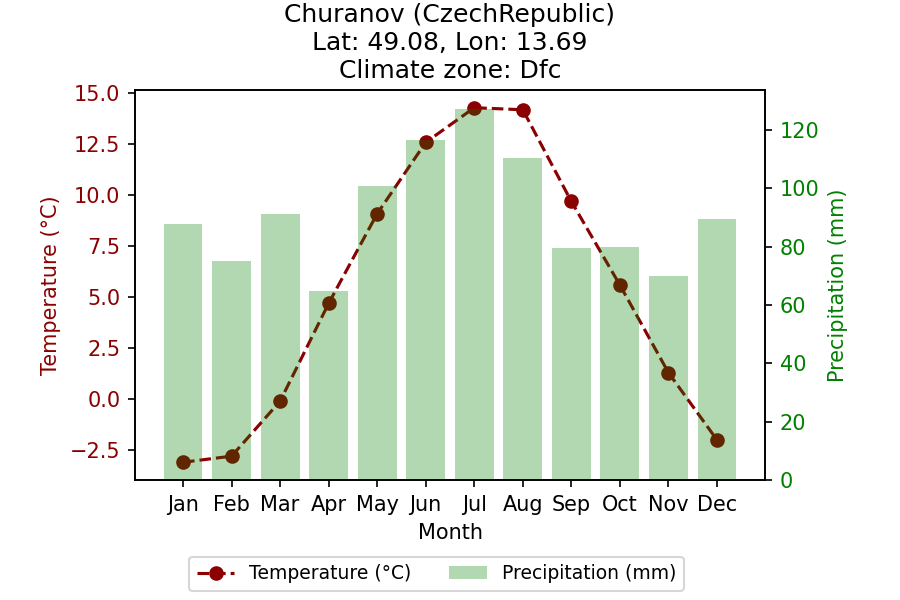 Churanov (CzechRepublic)
Lat: 49.08, Lon: 13.69
Climate zone: Dfc
15.0
12.5
10.0
7.5
5.0
2.5
0.0
−2.5
Temperature (°C)
120
100
80
60
40
20
0
Precipitation (mm)
Jan Feb Mar Apr May Jun Jul Aug Sep Oct Nov Dec
Month
Temperature (°C) Precipitation (mm)